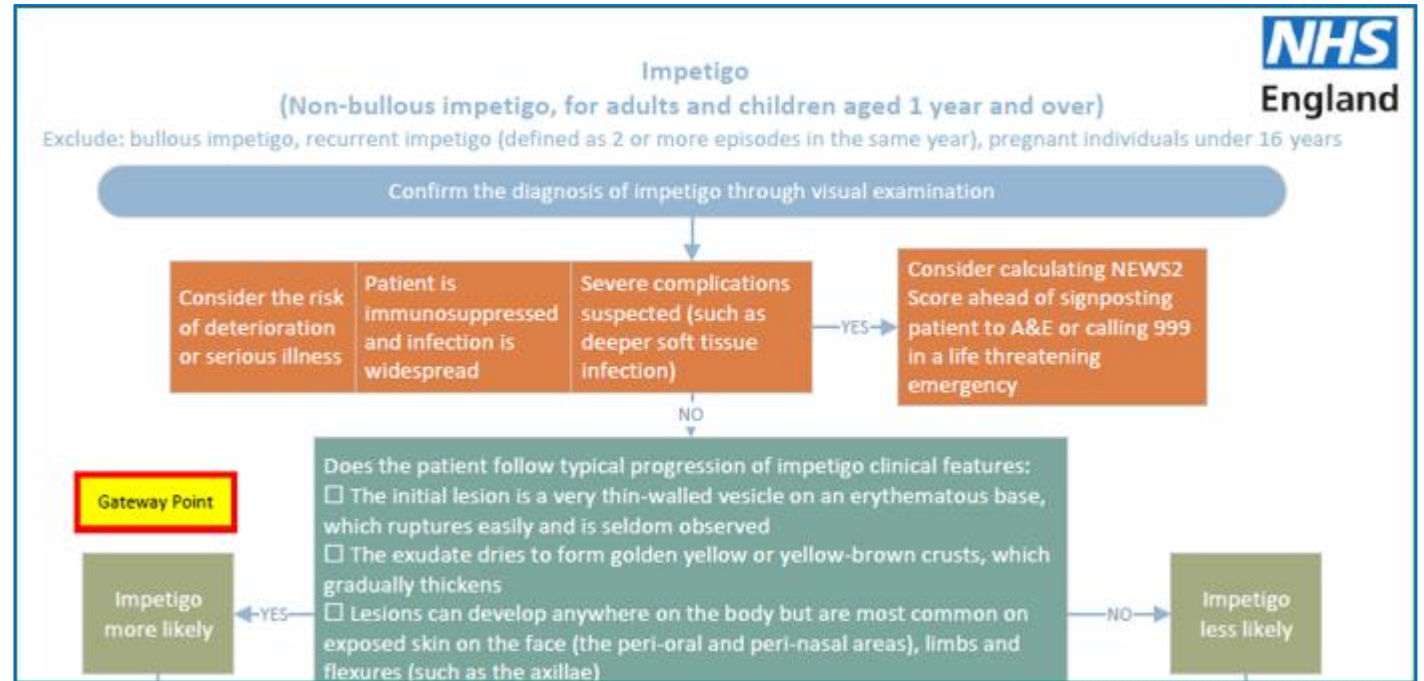 NHS
England
Impetigo
(Non-bullous impetigo, for adults and children aged 1 year and over)
Exclude: bullous impetigo, recurrent impetigo (defined as 2 or more episodes in the same year), pregnant individuals under 16 years
Confirm the diagnosis of impetigo through visual examination
Consider the risk
of deterioration
or serious illness
Patient is
immunosuppressed
and infection is
widespread
Severe complications
suspected (such as
deeper soft tissue
infection)
YES
Consider calculating NEWS2
Score ahead of signposting
patient to A&E or calling 999
in a life threatening
emergency
NO
Gateway Point
Does the patient follow typical progression of impetigo clinical features:
☐ The initial lesion is a very thin-walled vesicle on an erythematous base,
which ruptures easily and is seldom observed
☐ The exudate dries to form golden yellow or yellow-brown crusts, which
gradually thickens
☐ Lesions can develop anywhere on the body but are most common on
exposed skin on the face (the peri-oral and peri-nasal areas), limbs and
flexures (such as the axillae)
YES
Impetigo
more likely
NO
Impetigo
less likely